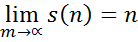 lim m→∝ s(n) = n